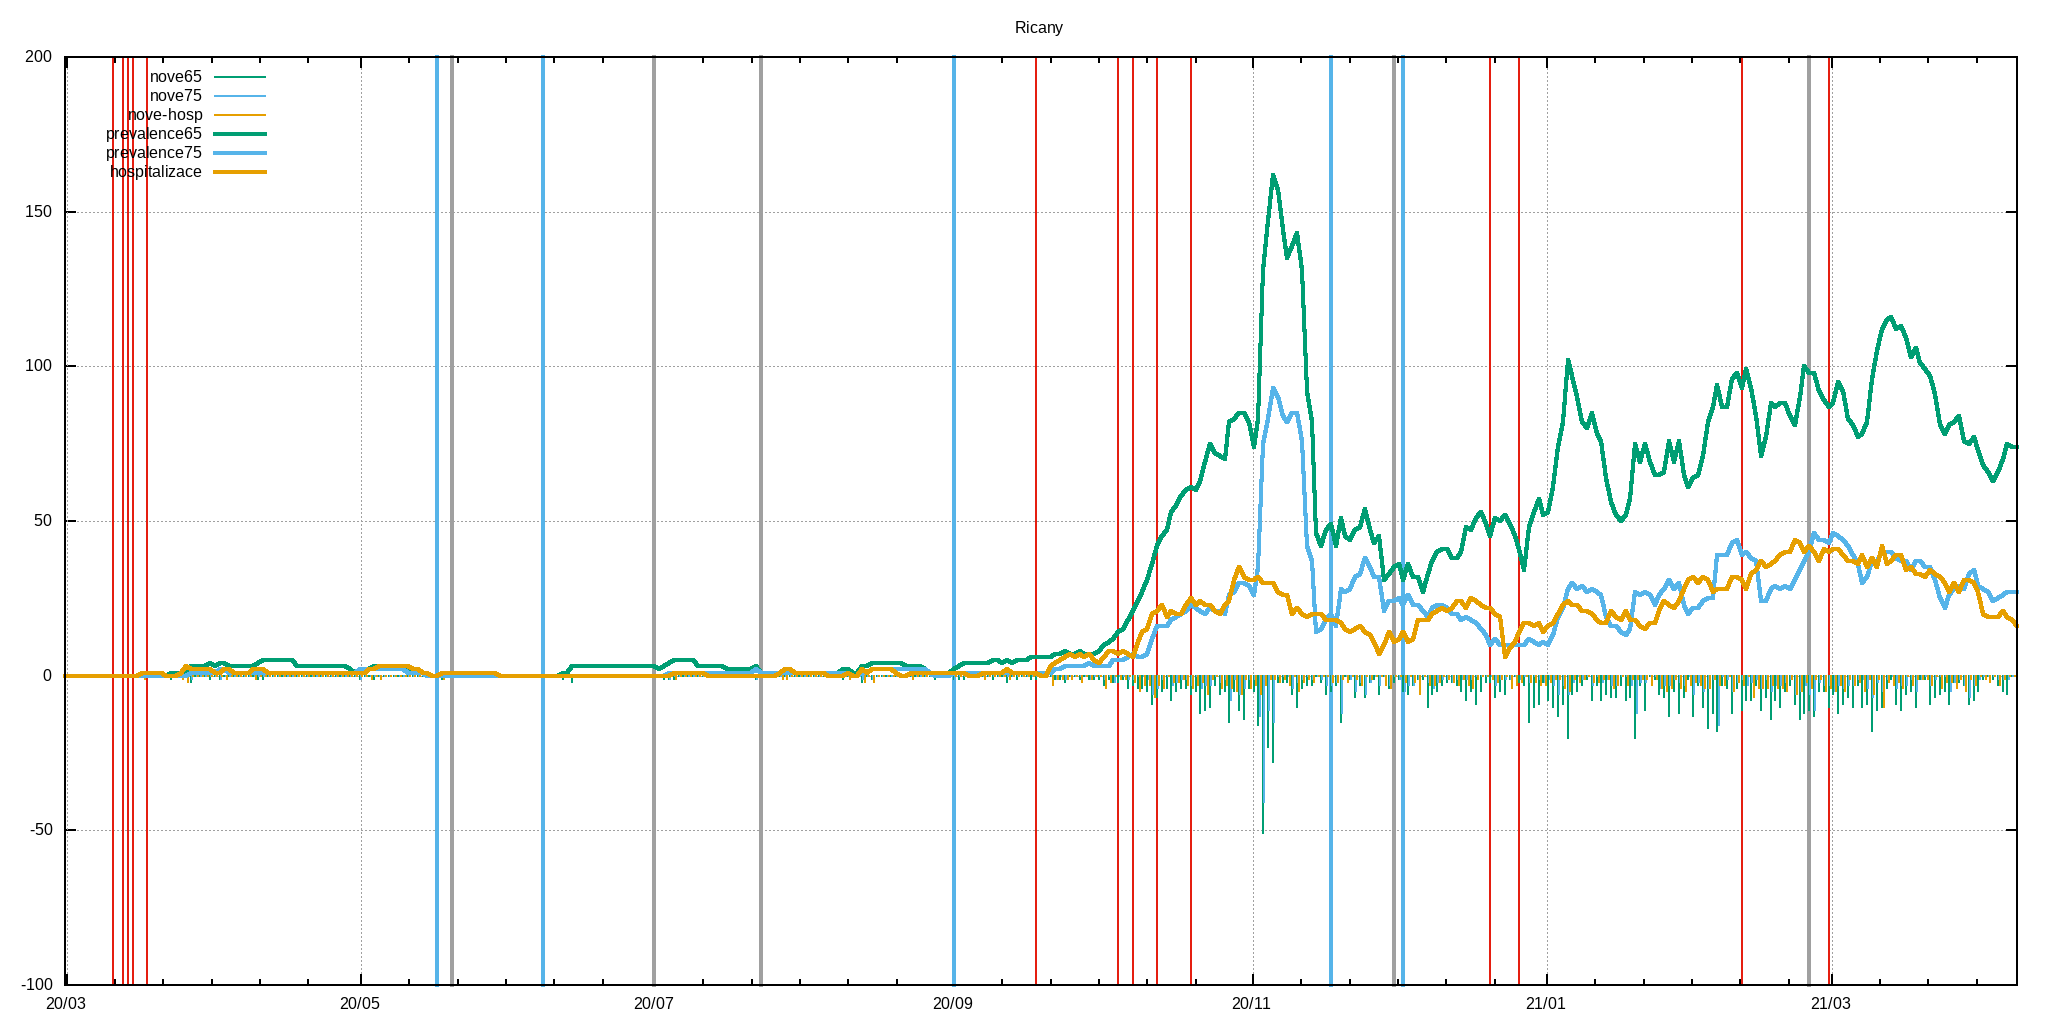 Ricany
200
150
100
50
0
-50
-100
nove65
nove75
nove-hosp
prevalence65
prevalence75
hospitalizace
20/03 20/05 20/07 20/09 20/11 21/01 21/03